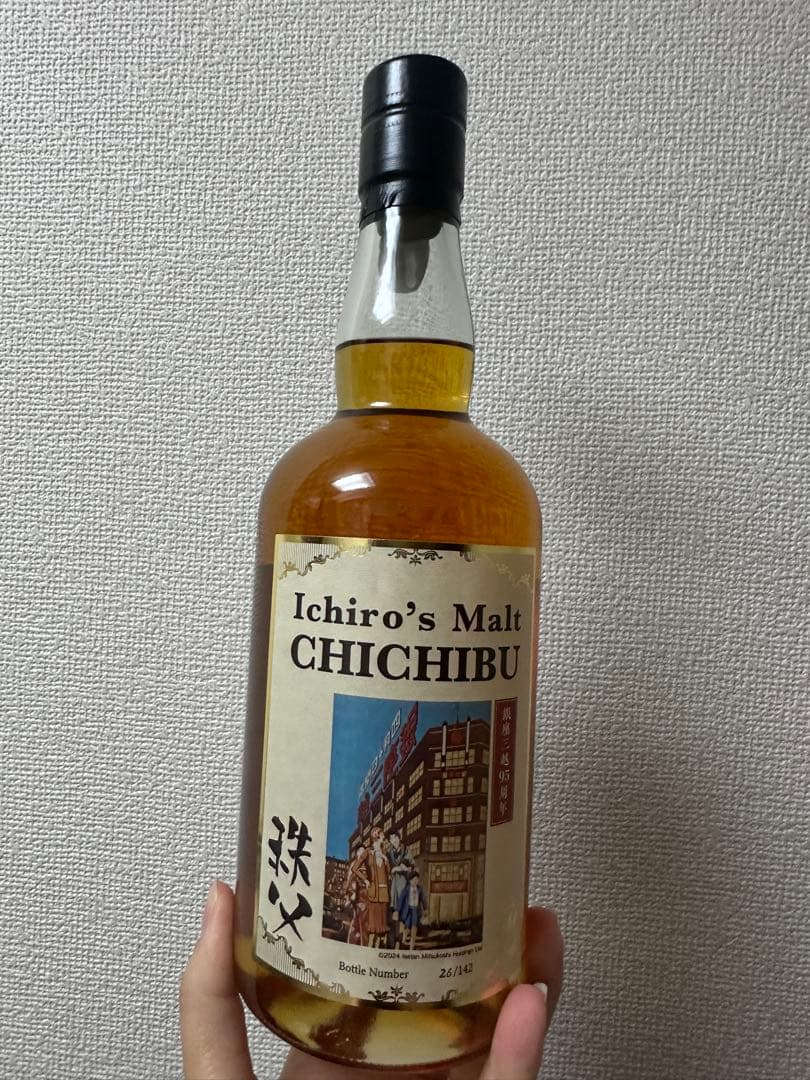 Ichiro's Malt
CHICHIBU
銀座三越95周年
秩父
©2024 Isetan Mitsukoshi Holdings Ltd.
Bottle Number 26/142